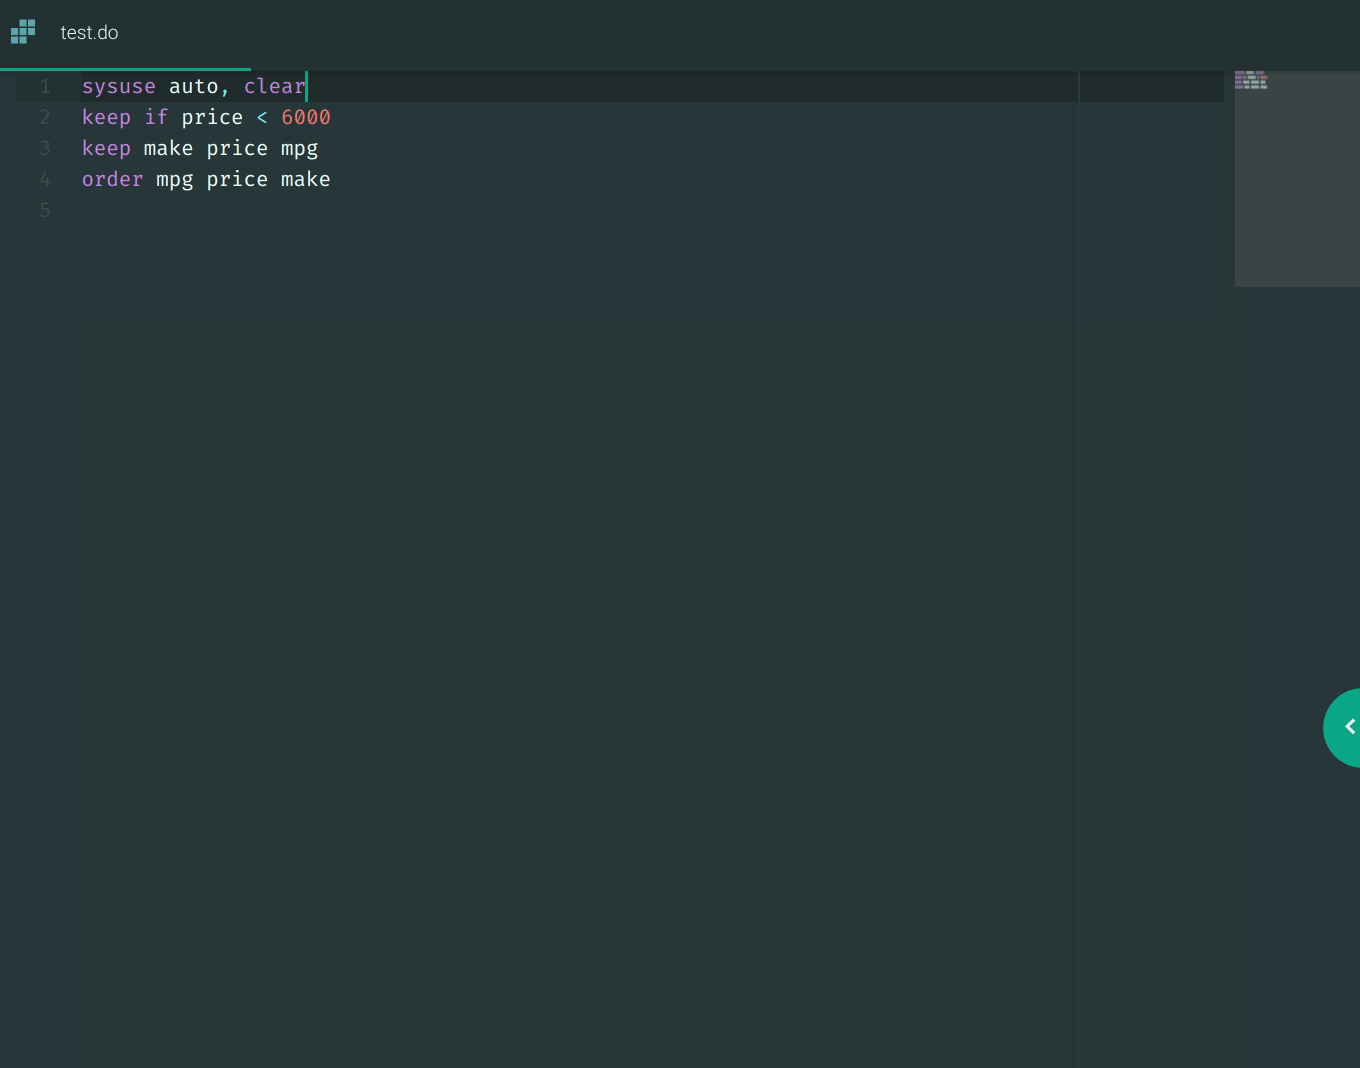 test.do
1 sysuse auto, clear
2 keep if price < 6000
3 keep make price mpg
4 order mpg price make
5